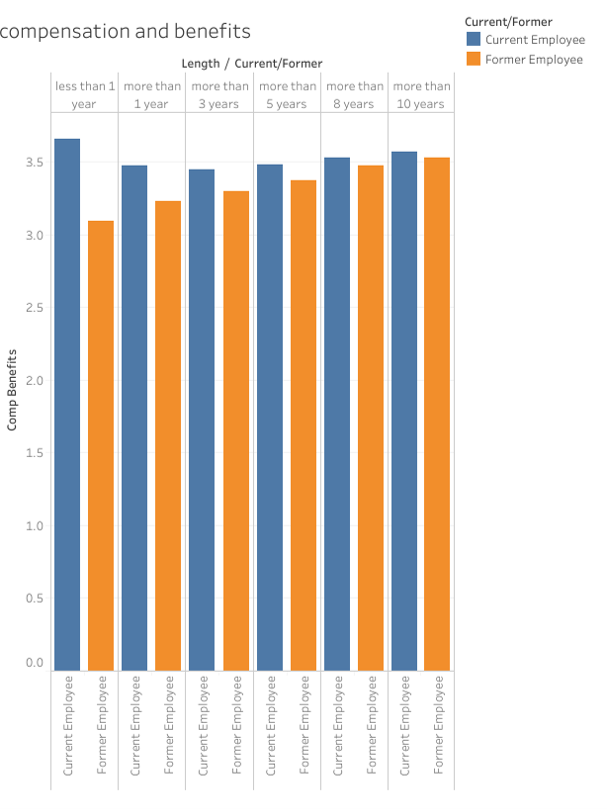 compensation and benefits
Current/Former
Current Employee
Former Employee
Length / Current/Former
less than 1
year
more than
1 year
more than
3 years
more than
5 years
more than
8 years
more than
10 years
Comp Benefits
3.5
3.0
2.5
2.0
1.5
1.0
0.5
0.0
Current Employee
Former Employee
Current Employee
Former Employee
Current Employee
Former Employee
Current Employee
Former Employee
Current Employee
Former Employee
Current Employee
Former Employee